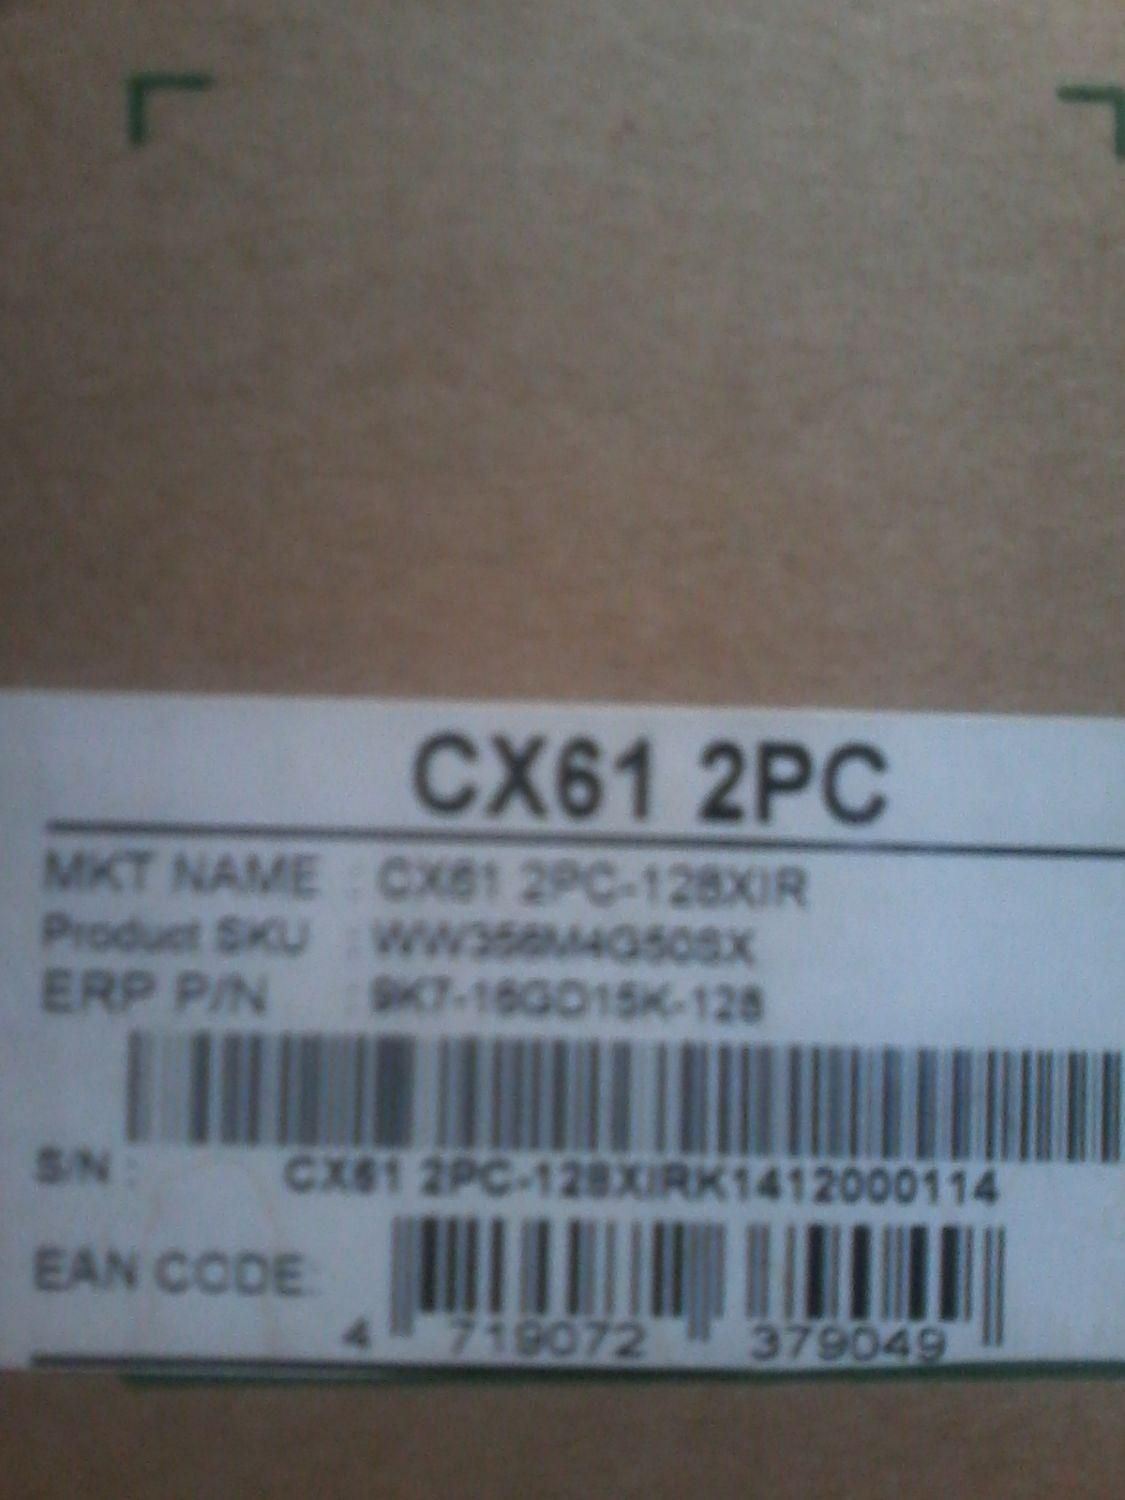 CX61 2PC
MKT NAME : CX61 2PC-128XIR
Product SKU : WW356M4G50SX
ERP P/N : 9K7-16GD15K-128
S/N : CX61 2PC-128XIRK1412000114
EAN CODE:
4 719072 379049